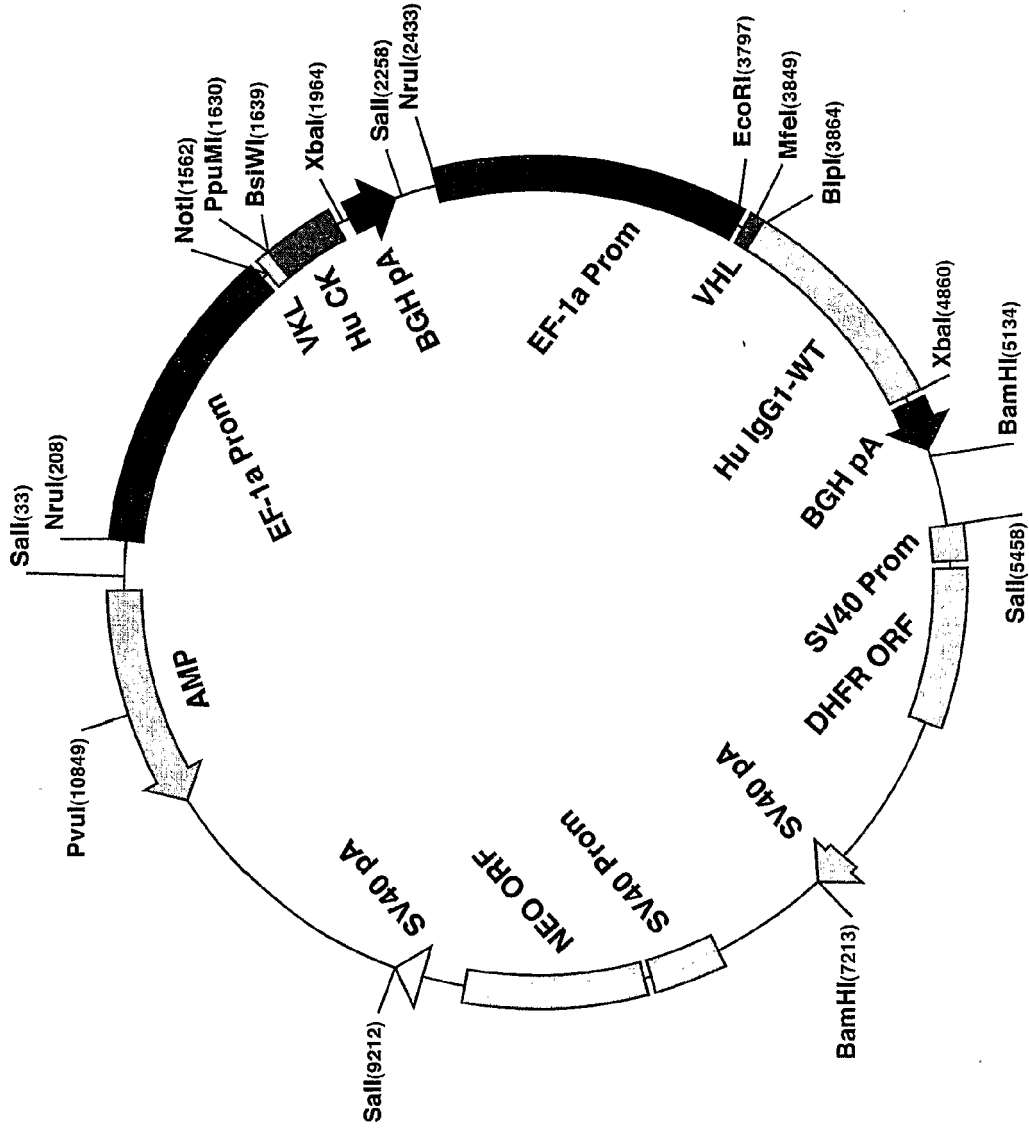 SalI(33)
NruI(208)
EF-1a Prom
NotI(1562)
PpuMI(1630)
BsiWI(1639)
VKL
Hu CK
XbaI(1964)
BGH pA
SalI(2258)
NruI(2433)
EF-1a Prom
EcoRI(3797)
MfeI(3849)
VHL
BlpI(3864)
Hu IgG1-WT
XbaI(4860)
BGH pA
BamHI(5134)
SalI(5458)
SV40 Prom
DHFR ORF
SV40 pA
BamHI(7213)
SV40 Prom
NEO ORF
SV40 pA
SalI(9212)
PvuI(10849)
AMP